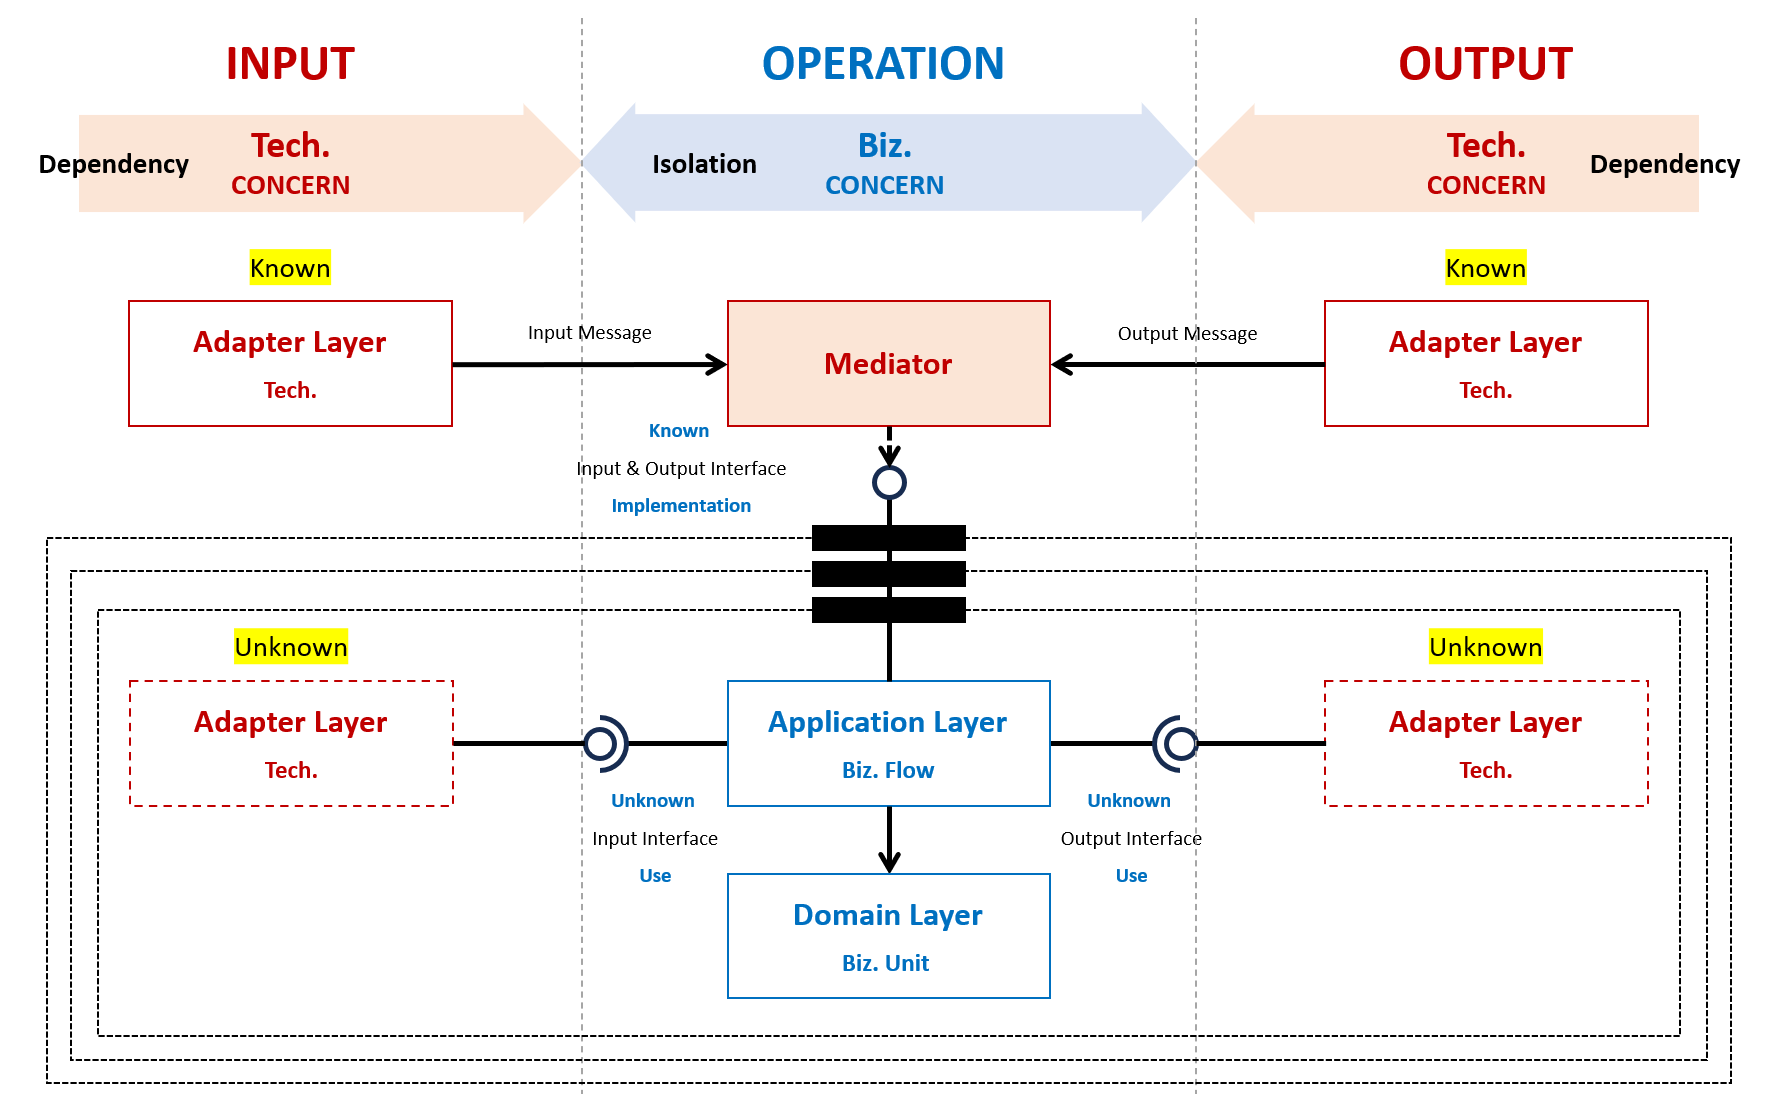 INPUT
OPERATION
OUTPUT
Dependency
Tech.
CONCERN
Isolation
Biz.
CONCERN
Tech.
CONCERN
Dependency
Known
Known
Adapter Layer
Tech.
Input Message
Mediator
Output Message
Adapter Layer
Tech.
Known
Input & Output Interface
Implementation
Unknown
Unknown
Adapter Layer
Tech.
Application Layer
Biz. Flow
Adapter Layer
Tech.
Unknown
Input Interface
Use
Unknown
Output Interface
Use
Domain Layer
Biz. Unit